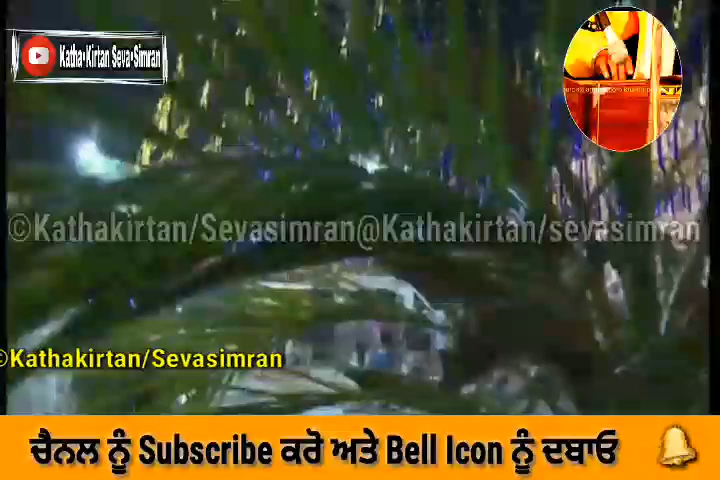 Katha•Kirtan Seva•Simran
©Kathakirtan/Sevasimran@Kathakirtan/sevasimran
©Kathakirtan/Sevasimran
ਚੈਨਲ ਨੂੰ Subscribe ਕਰੋ ਅਤੇ Bell Icon ਨੂੰ ਦਬਾਓ